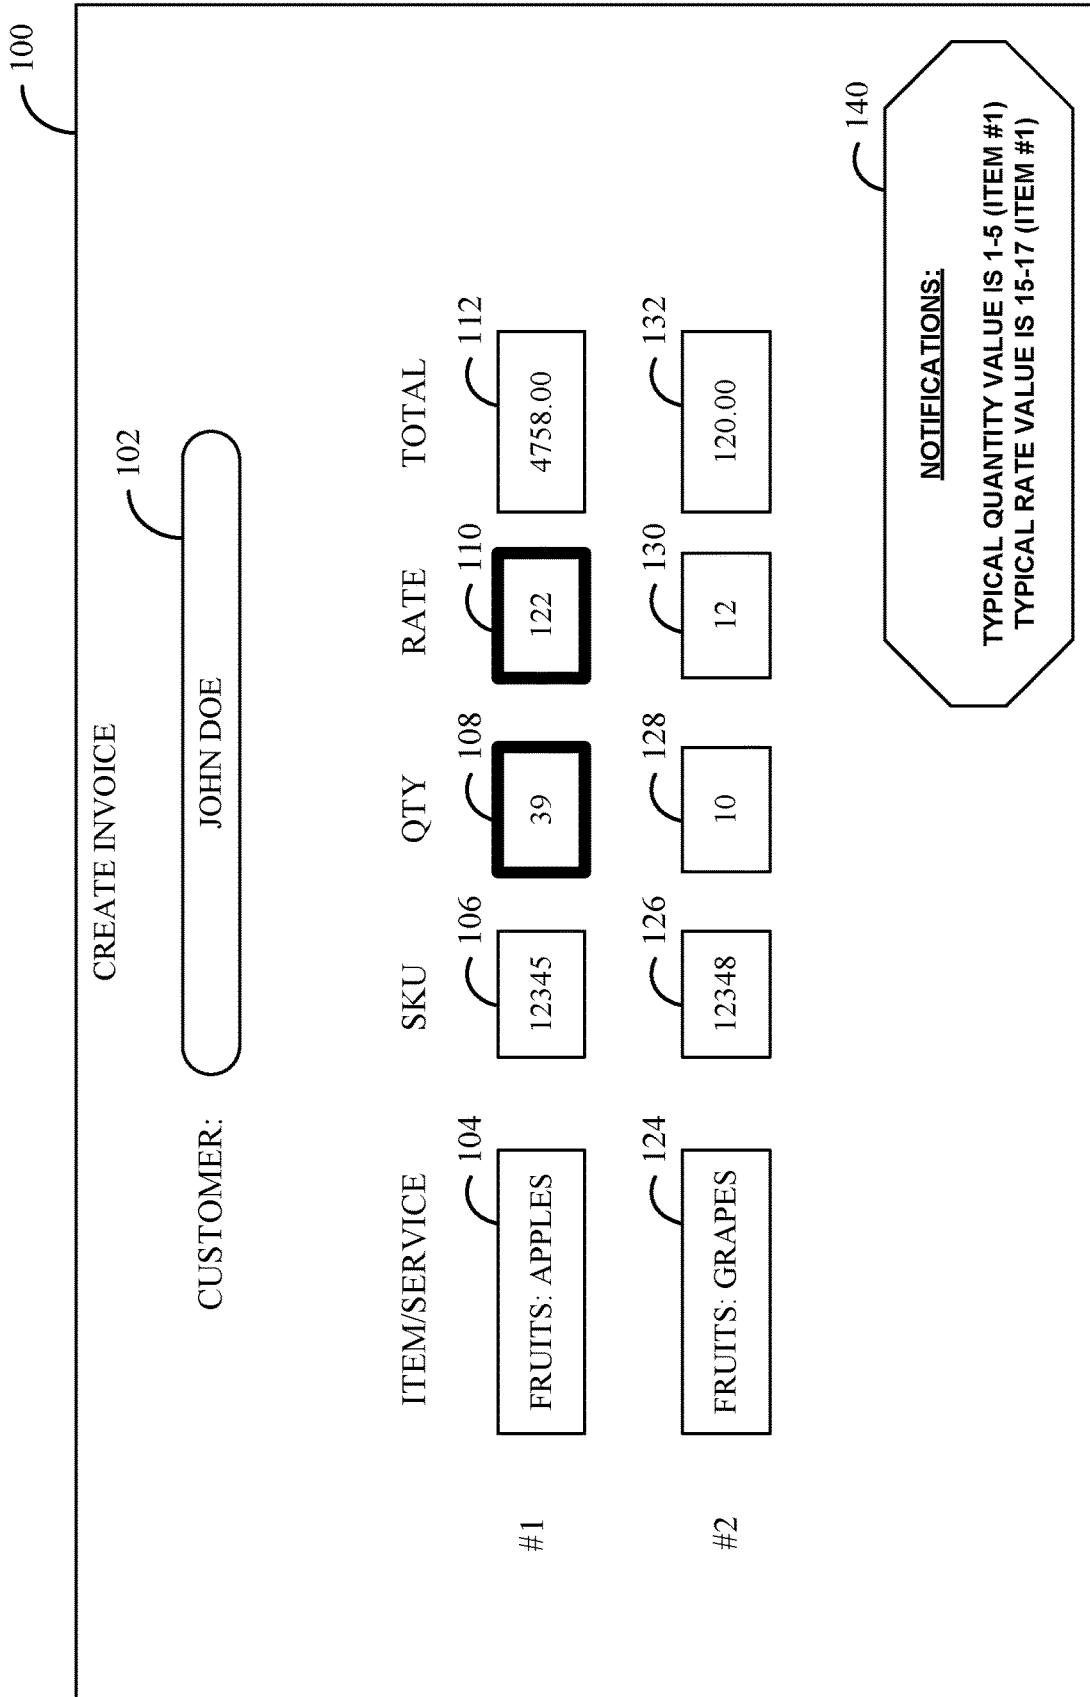 100
CREATE INVOICE
102
CUSTOMER: JOHN DOE
ITEM/SERVICE SKU QTY RATE TOTAL
104 106 108 110 112
#1 FRUITS: APPLES 12345 39 122 4758.00
124 126 128 130 132
#2 FRUITS: GRAPES 12348 10 12 120.00
140
NOTIFICATIONS:
TYPICAL QUANTITY VALUE IS 1-5 (ITEM #1)
TYPICAL RATE VALUE IS 15-17 (ITEM #1)